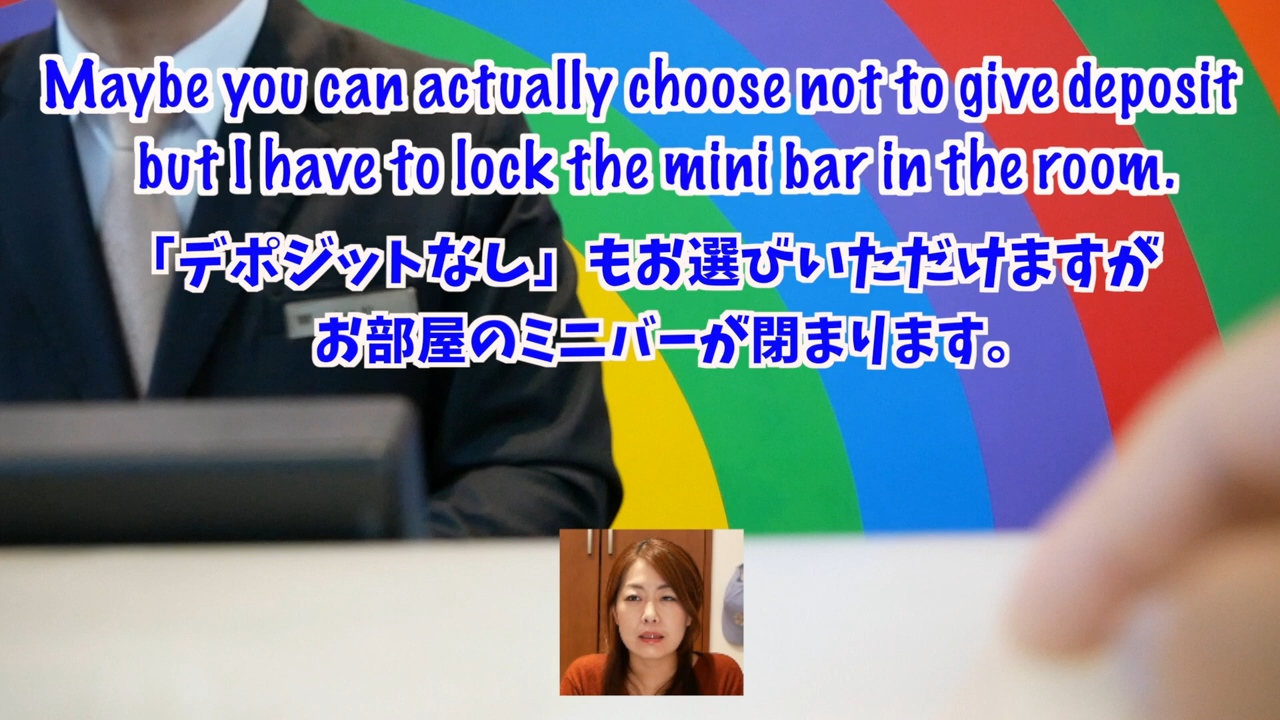 Maybe you can actually choose not to give deposit
but I have to lock the mini bar in the room.
「デポジットなし」もお選びいただけますが
お部屋のミニバーが閉まります。